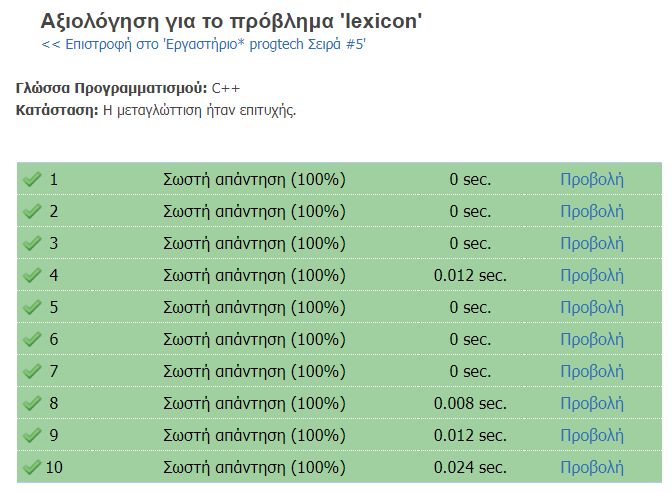 Αξιολόγηση για το πρόβλημα 'lexicon'
<< Επιστροφή στο 'Εργαστήριο* progtech Σειρά #5'
Γλώσσα Προγραμματισμού: C++
Κατάσταση: Η μεταγλώττιση ήταν επιτυχής.
1 Σωστή απάντηση (100%) 0 sec. Προβολή
2 Σωστή απάντηση (100%) 0 sec. Προβολή
3 Σωστή απάντηση (100%) 0 sec. Προβολή
4 Σωστή απάντηση (100%) 0.012 sec. Προβολή
5 Σωστή απάντηση (100%) 0 sec. Προβολή
6 Σωστή απάντηση (100%) 0 sec. Προβολή
7 Σωστή απάντηση (100%) 0 sec. Προβολή
8 Σωστή απάντηση (100%) 0.008 sec. Προβολή
9 Σωστή απάντηση (100%) 0.012 sec. Προβολή
10 Σωστή απάντηση (100%) 0.024 sec. Προβολή